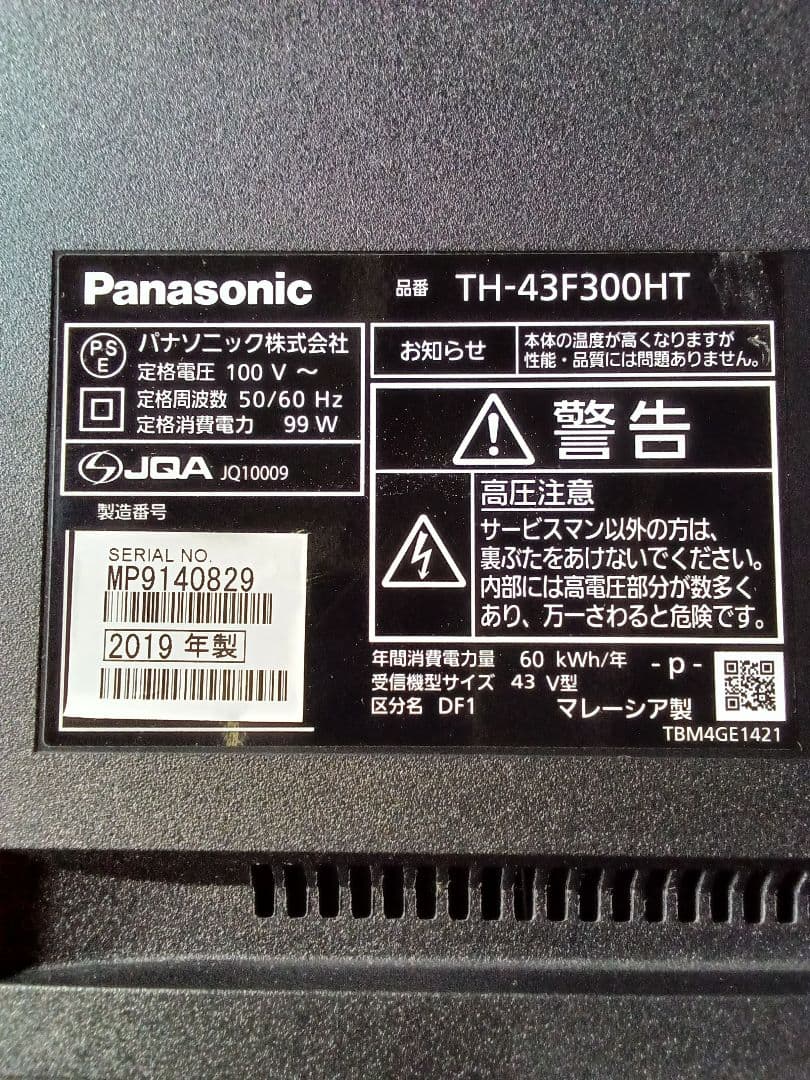 Panasonic
品番 TH-43F300HT
PSE
パナソニック株式会社
定格電圧 100 V ～
定格周波数 50/60 Hz
定格消費電力 99 W
JQA JQ10009
製造番号
SERIAL NO.
MP9140829
2019 年製
お知らせ
本体の温度が高くなりますが
性能・品質には問題ありません。
警告
高圧注意
サービスマン以外の方は、
裏ぶたをあけないでください。
内部には高電圧部分が数多く
あり、万一さわると危険です。
年間消費電力量 60 kWh/年
受信機型サイズ 43 V型
区分名 DF1
-p-
マレーシア製
TBM4GE1421